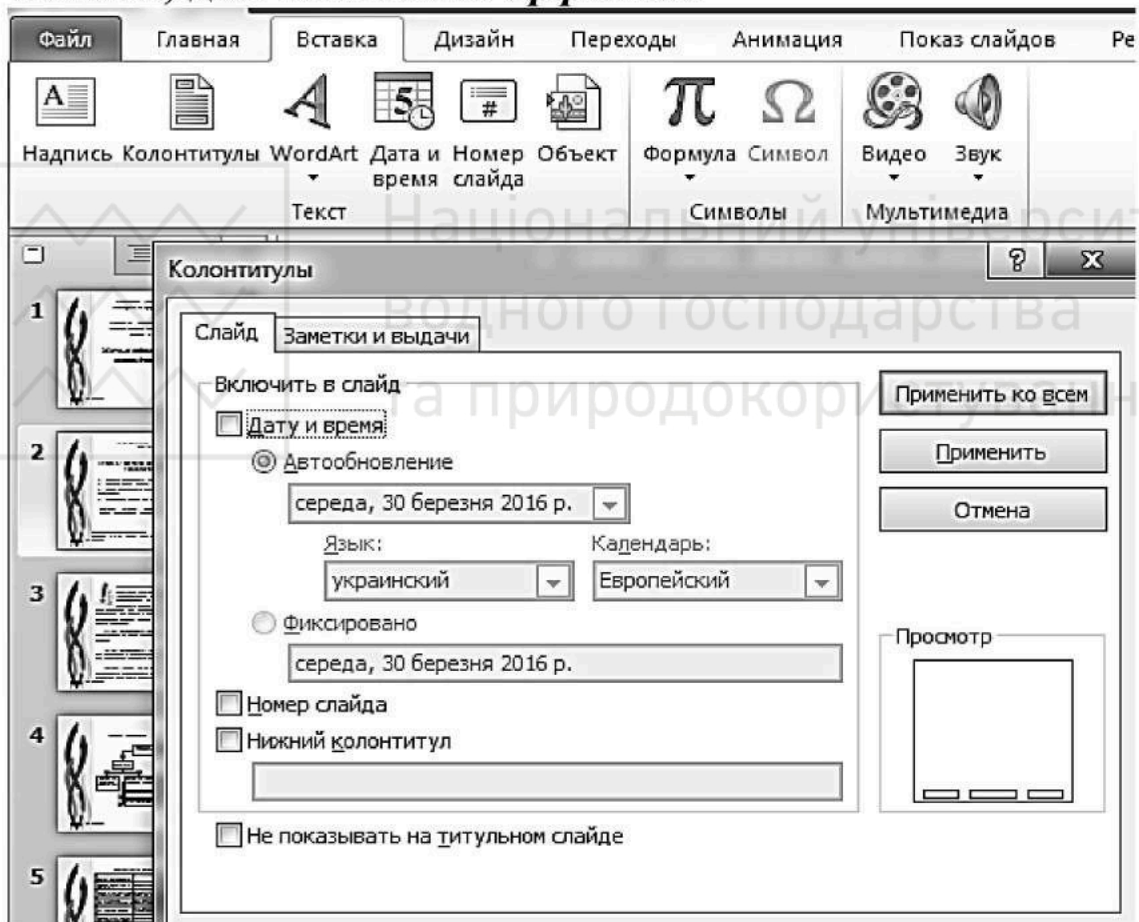 Файл Главная Вставка Дизайн Переходы Анимация Показ слайдов Ре
Надпись Колонтитулы WordArt Дата и время Номер слайда Объект Формула Символ Видео Звук
Текст Символы Мультимедиа
Національний університ
водного господарства
та природокористуванн
Колонтитулы
1
2
3
4
5
Слайд Заметки и выдачи
Включить в слайд
Дату и время
Автообновление
середа, 30 березня 2016 р.
Язык: Календарь:
украинский Европейский
Фиксировано
середа, 30 березня 2016 р.
Номер слайда
Нижний колонтитул
Не показывать на титульном слайде
Применить ко всем
Применить
Отмена
Просмотр